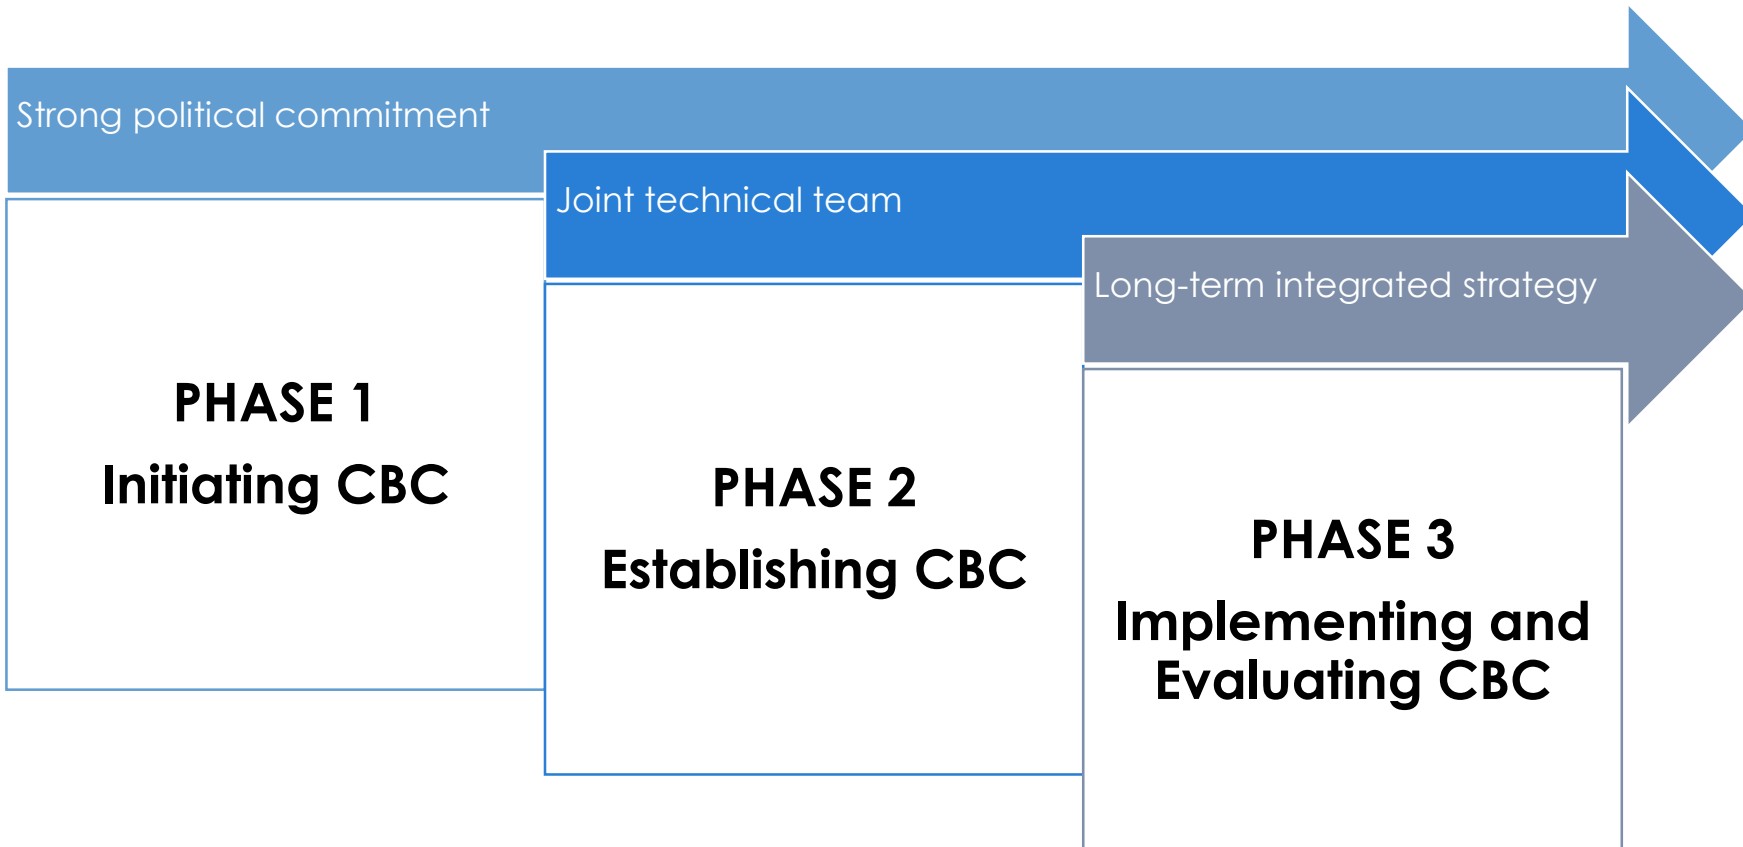 Strong political commitment
Joint technical team
Long-term integrated strategy
PHASE 1
Initiating CBC
PHASE 2
Establishing CBC
PHASE 3
Implementing and
Evaluating CBC